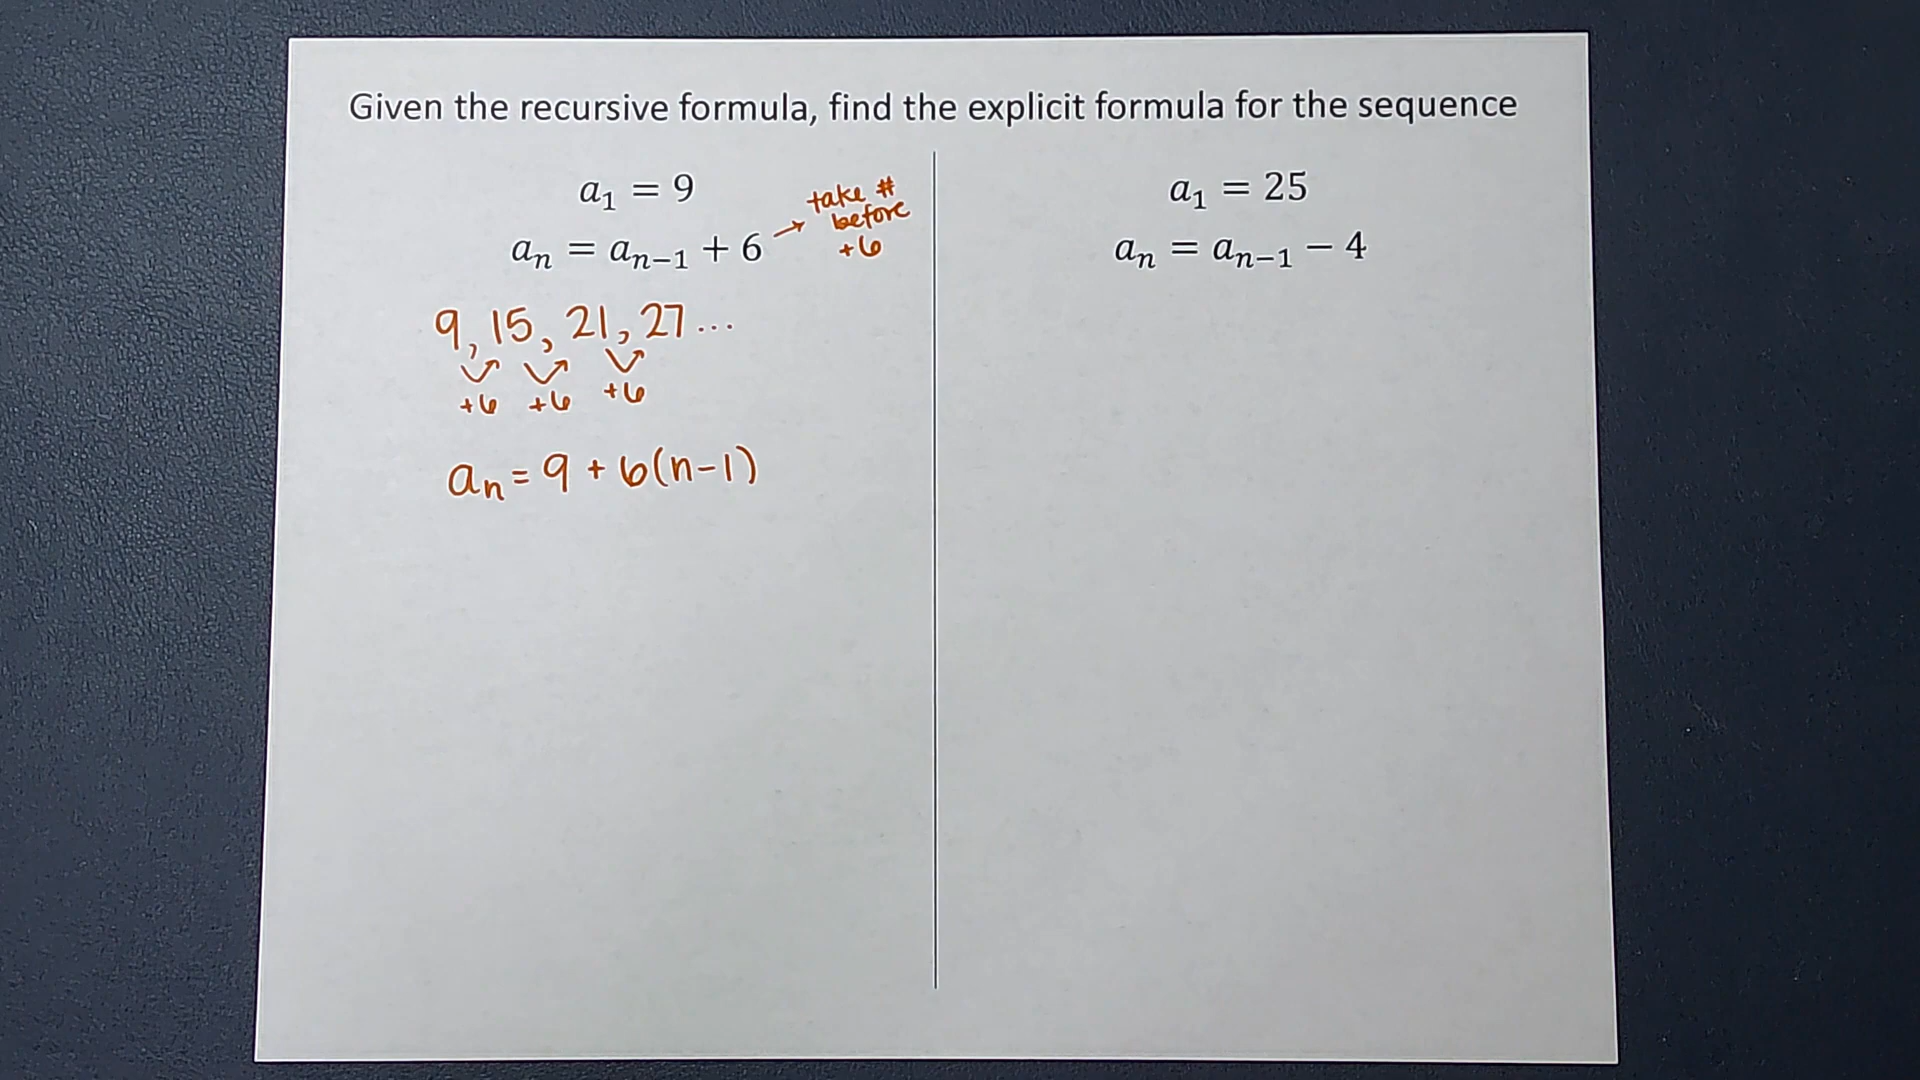 Given the recursive formula, find the explicit formula for the sequence
a₁ = 9
aₙ = aₙ₋₁ + 6 → take # before +6
9, 15, 21, 27...
+6 +6 +6
aₙ = 9 + 6(n-1)
a₁ = 25
aₙ = aₙ₋₁ − 4